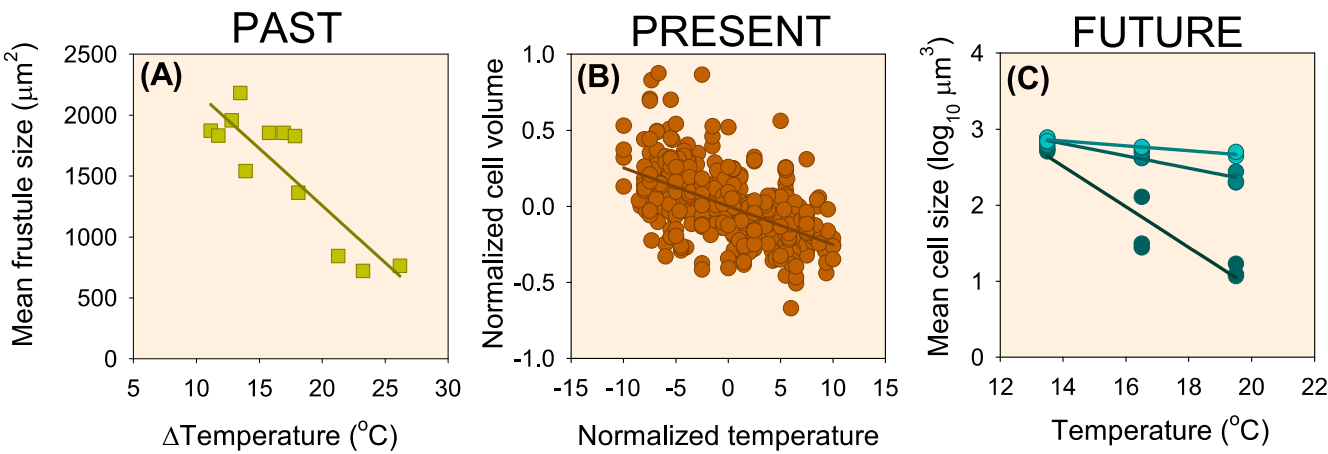 PAST
(A)
Mean frustule size (μm²)
2500
2000
1500
1000
500
0
5 10 15 20 25 30
ΔTemperature (°C)
PRESENT
(B)
Normalized cell volume
1.0
0.5
0.0
-0.5
-1.0
-15 -10 -5 0 5 10 15
Normalized temperature
FUTURE
(C)
Mean cell size (log₁₀ μm³)
4
3
2
1
0
12 14 16 18 20 22
Temperature (°C)